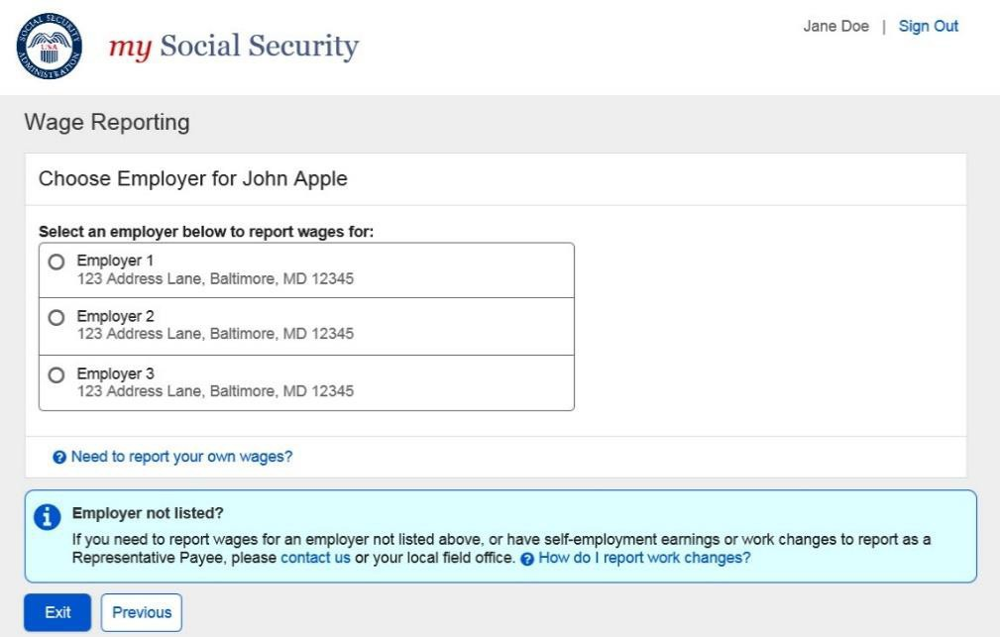 SOCIAL SECURITY
USA
ADMINISTRATION
my Social Security
Jane Doe | Sign Out
Wage Reporting
Choose Employer for John Apple
Select an employer below to report wages for:
Employer 1
123 Address Lane, Baltimore, MD 12345
Employer 2
123 Address Lane, Baltimore, MD 12345
Employer 3
123 Address Lane, Baltimore, MD 12345
Need to report your own wages?
Employer not listed?
If you need to report wages for an employer not listed above, or have self-employment earnings or work changes to report as a
Representative Payee, please contact us or your local field office. How do I report work changes?
Exit Previous